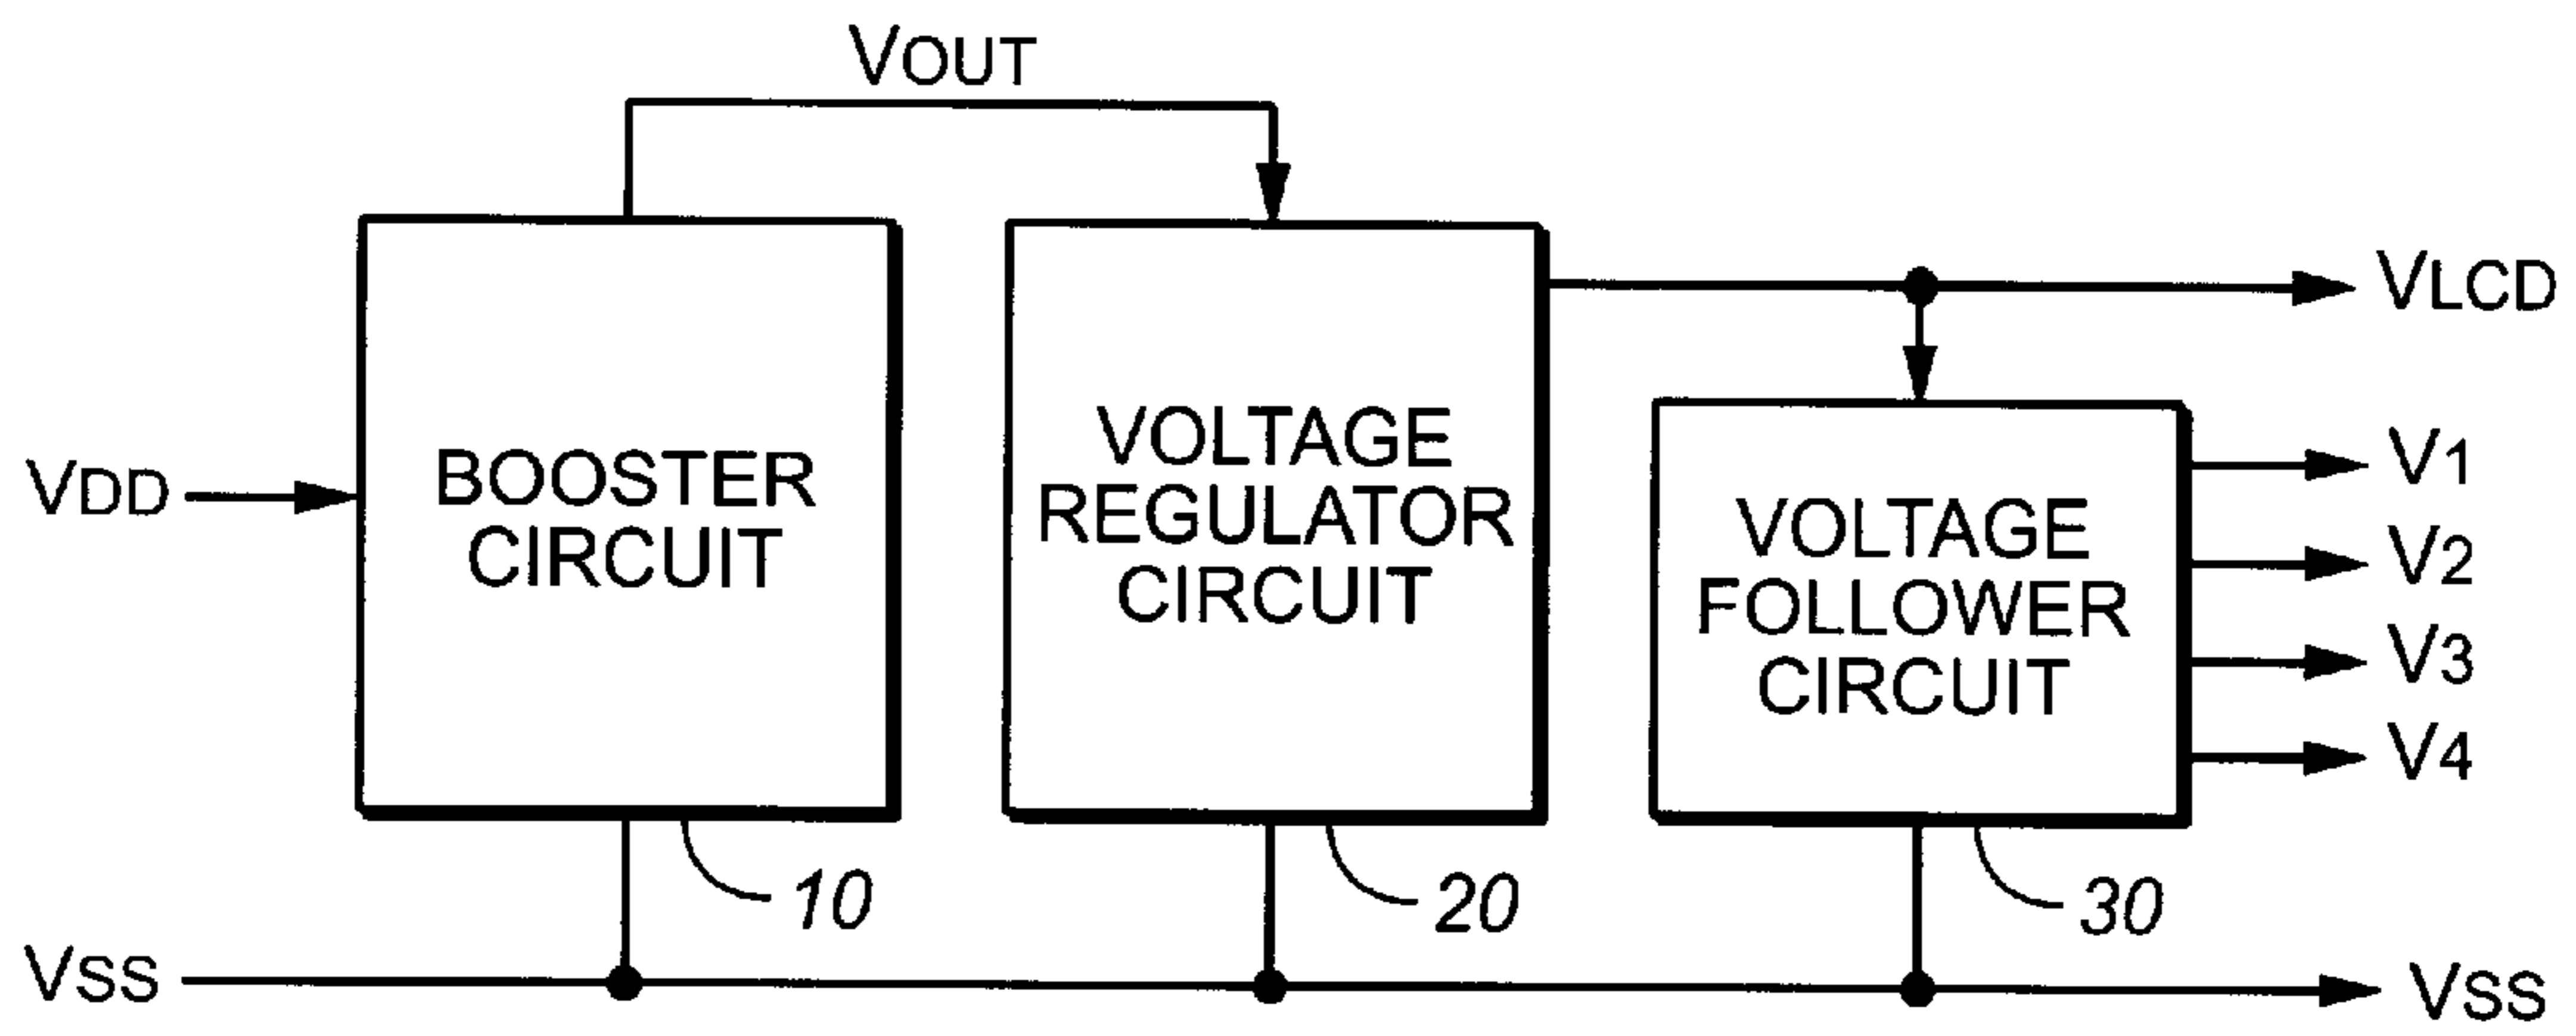 VOUT
VLCD
VDD
BOOSTER
CIRCUIT
VOLTAGE
REGULATOR
CIRCUIT
VOLTAGE
FOLLOWER
CIRCUIT
V1
V2
V3
V4
10
20
30
VSS
VSS